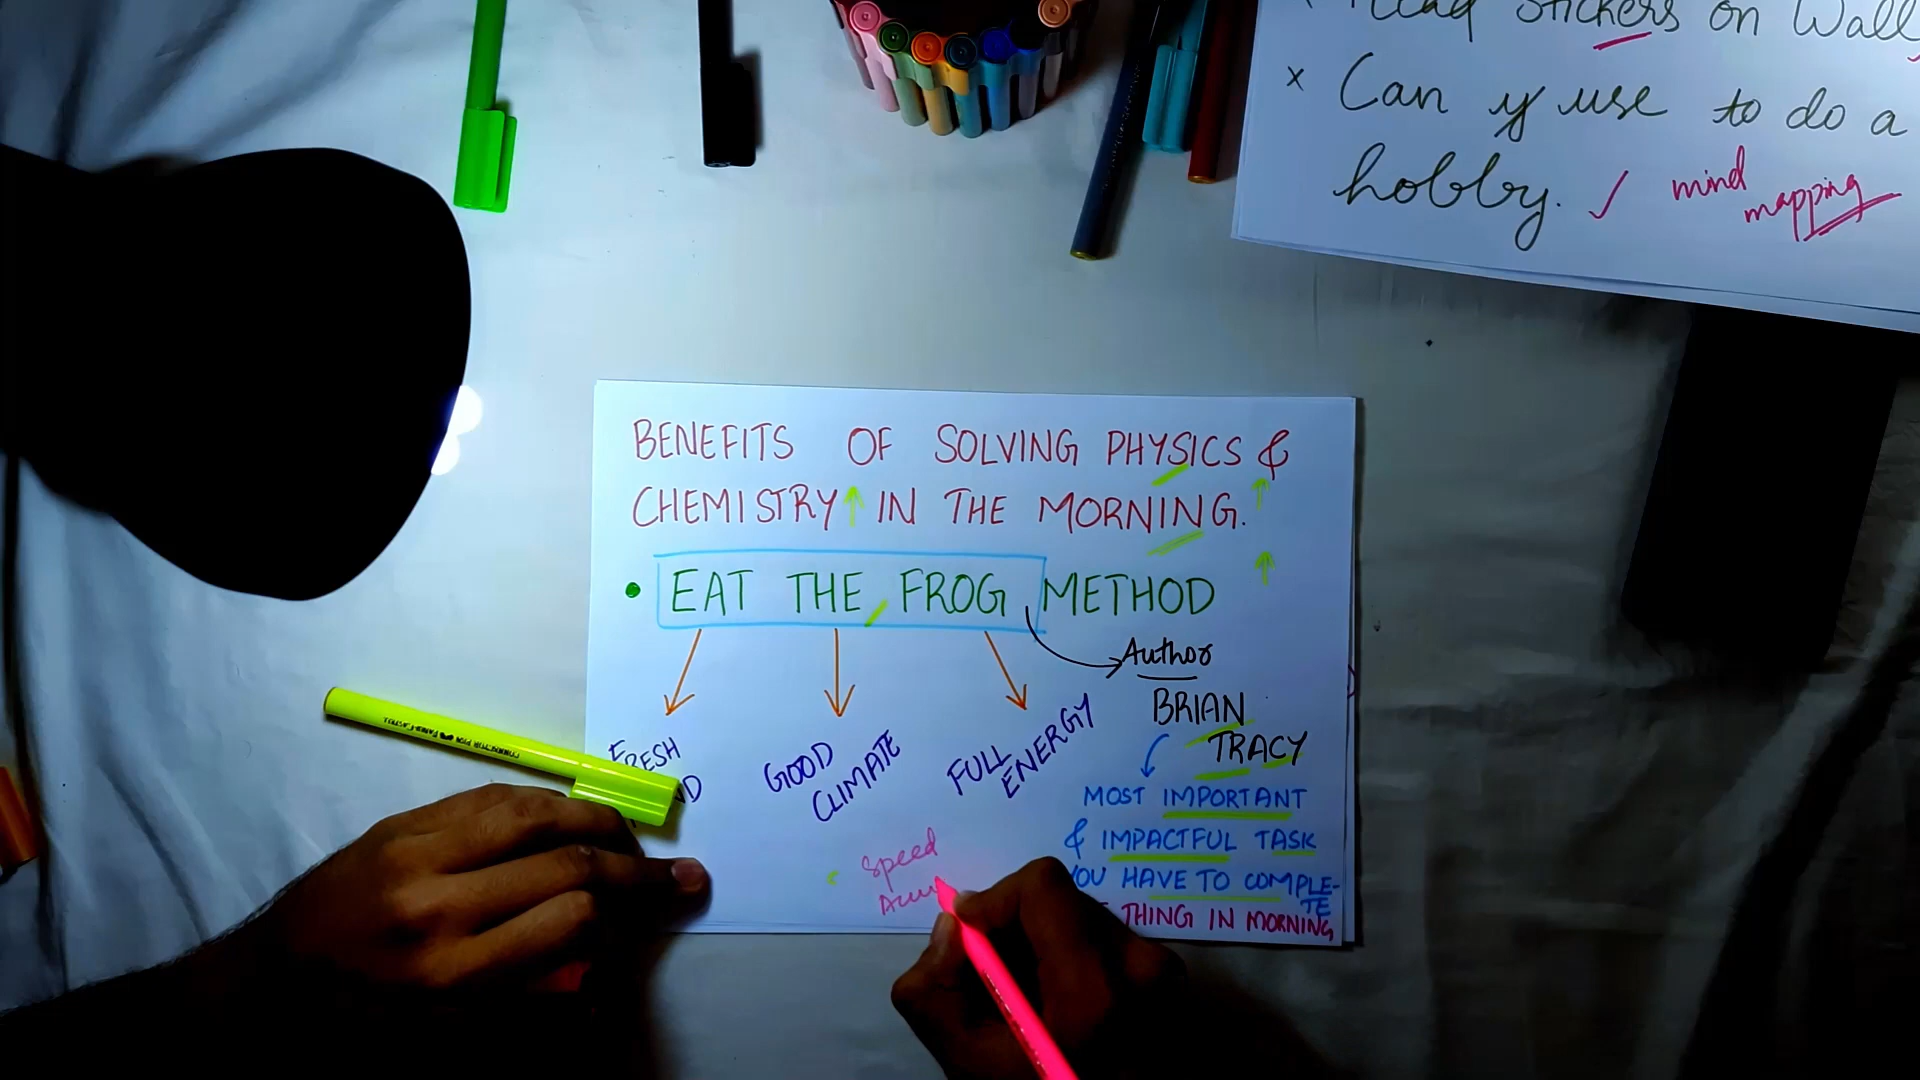 Read Stickers on Wall
x Can y use to do a
hobby. ✓ mind
mapping
BENEFITS OF SOLVING PHYSICS &
CHEMISTRY ↑ IN THE MORNING. ↑
• EAT THE FROG METHOD ↑
Author
BRIAN
TRACY
FRESH
GOOD
CLIMATE
FULL
ENERGY
MOST IMPORTANT
& IMPACTFUL TASK
YOU HAVE TO COMPLE-
TE
THING IN MORNING
Speed